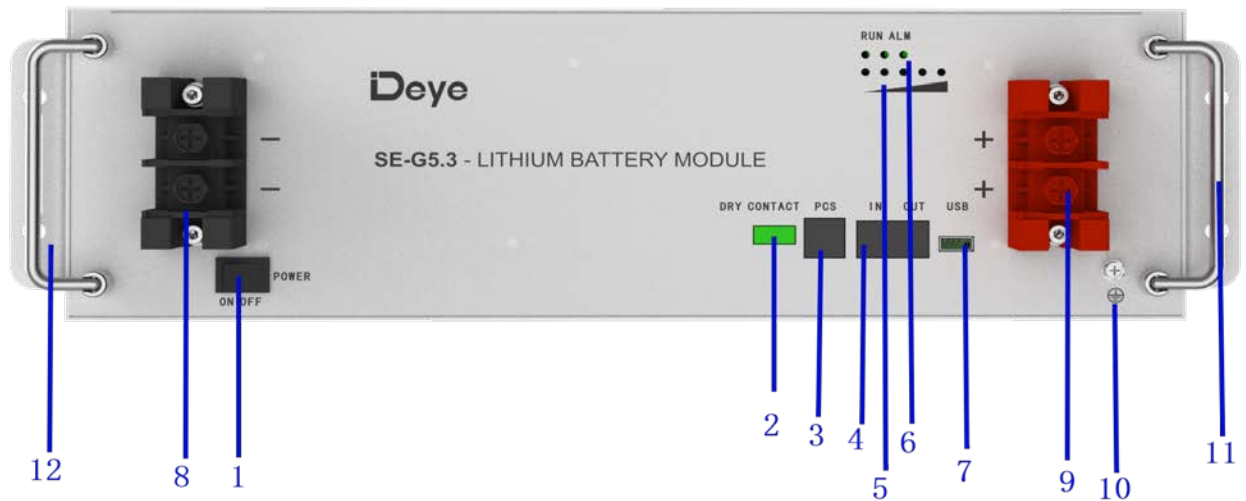 RUN ALM
Deye
SE-G5.3 - LITHIUM BATTERY MODULE
− +
− +
DRY CONTACT PCS IN OUT USB
POWER
ON OFF
12 8 1 2 3 4 5 6 7 9 10 11